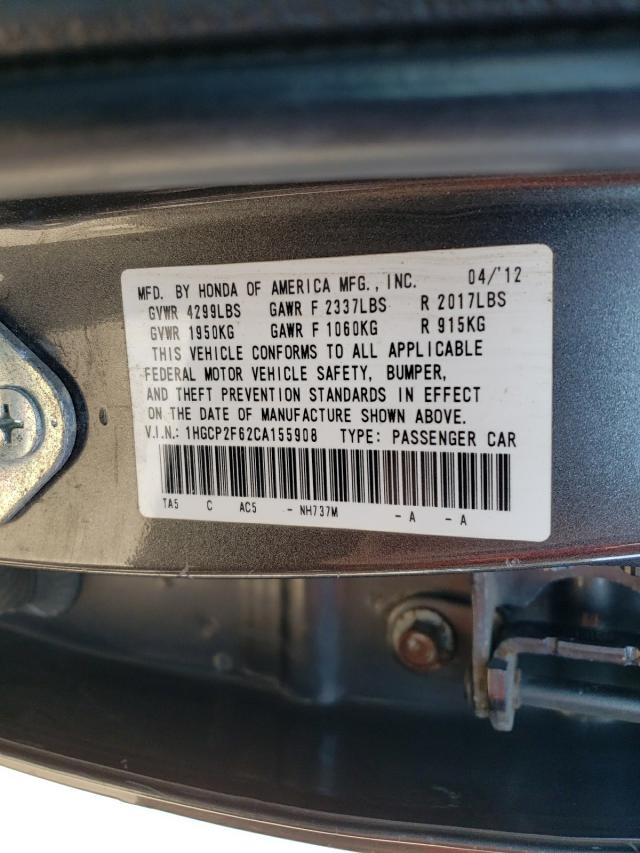 MFD. BY HONDA OF AMERICA MFG., INC. 04/'12
GVWR 4299LBS GAWR F 2337LBS R 2017LBS
GVWR 1950KG GAWR F 1060KG R 915KG
THIS VEHICLE CONFORMS TO ALL APPLICABLE
FEDERAL MOTOR VEHICLE SAFETY, BUMPER,
AND THEFT PREVENTION STANDARDS IN EFFECT
ON THE DATE OF MANUFACTURE SHOWN ABOVE.
V.I.N.: 1HGCP2F62CA155908 TYPE: PASSENGER CAR
TA5 C AC5 - NH737M - A - A